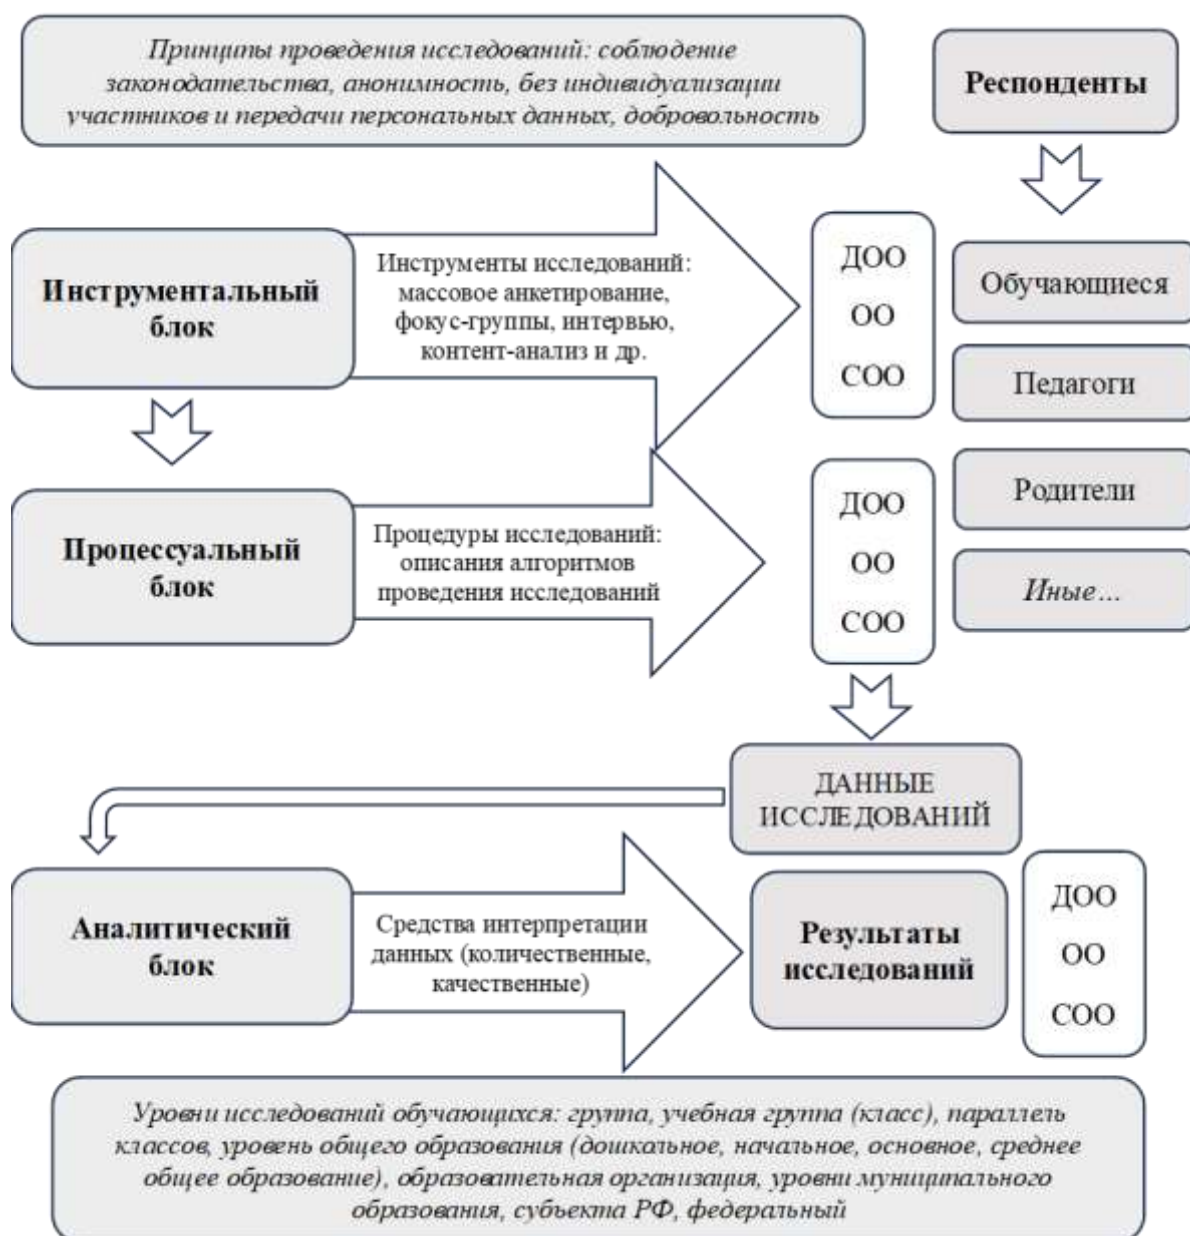 Принципы проведения исследований: соблюдение
законодательства, анонимность, без индивидуализации
участников и передачи персональных данных, добровольность
Респонденты
Инструментальный
блок
Инструменты исследований:
массовое анкетирование,
фокус-группы, интервью,
контент-анализ и др.
ДОО
ОО
СОО
Обучающиеся
Педагоги
Родители
Иные…
Процессуальный
блок
Процедуры исследований:
описания алгоритмов
проведения исследований
ДОО
ОО
СОО
ДАННЫЕ
ИССЛЕДОВАНИЙ
Аналитический
блок
Средства интерпретации
данных (количественные,
качественные)
Результаты
исследований
ДОО
ОО
СОО
Уровни исследований обучающихся: группа, учебная группа (класс), параллель
классов, уровень общего образования (дошкальное, начальное, основное, среднее
общее образование), образовательная организация, уровни муниципального
образования, субъекта РФ, федеральный